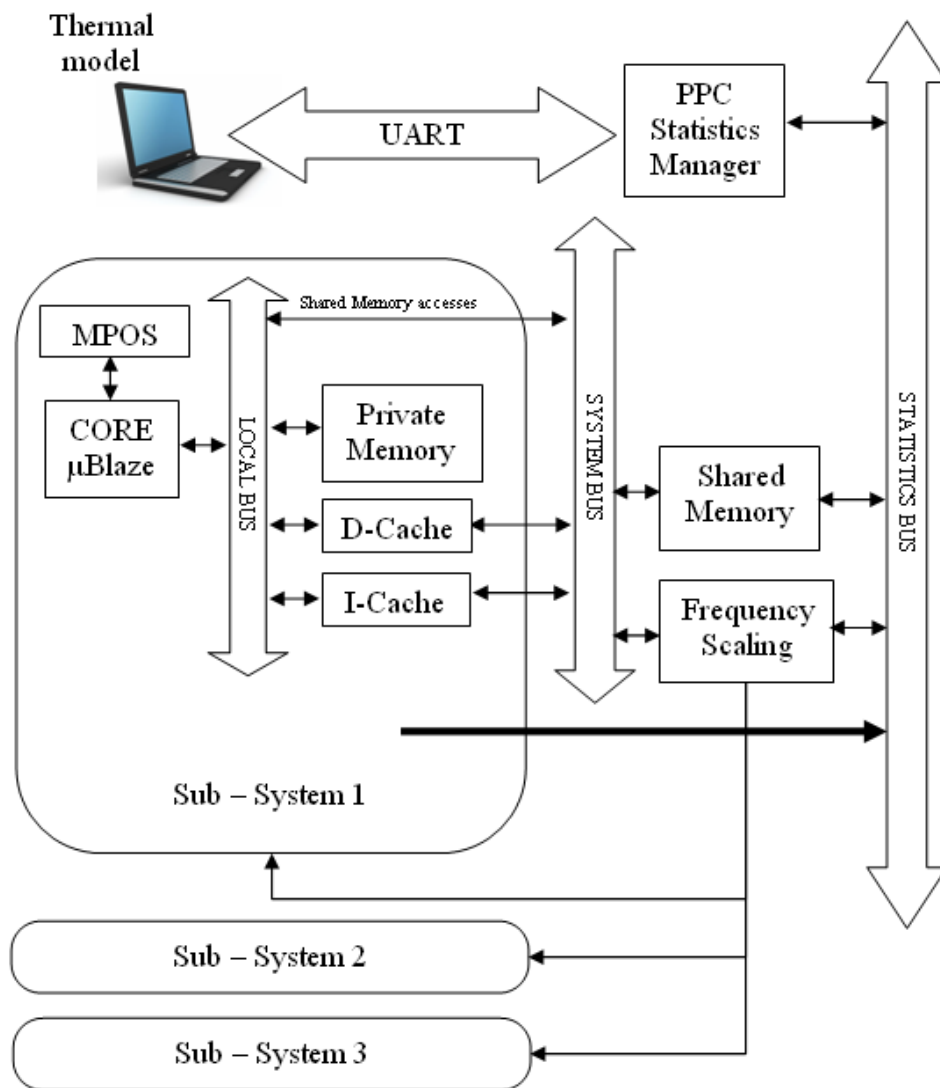 Thermal
model
UART
PPC
Statistics
Manager
Shared Memory accesses
MPOS
CORE
µBlaze
LOCAL BUS
Private
Memory
D-Cache
I-Cache
SYSTEM BUS
Shared
Memory
Frequency
Scaling
STATISTICS BUS
Sub – System 1
Sub – System 2
Sub – System 3